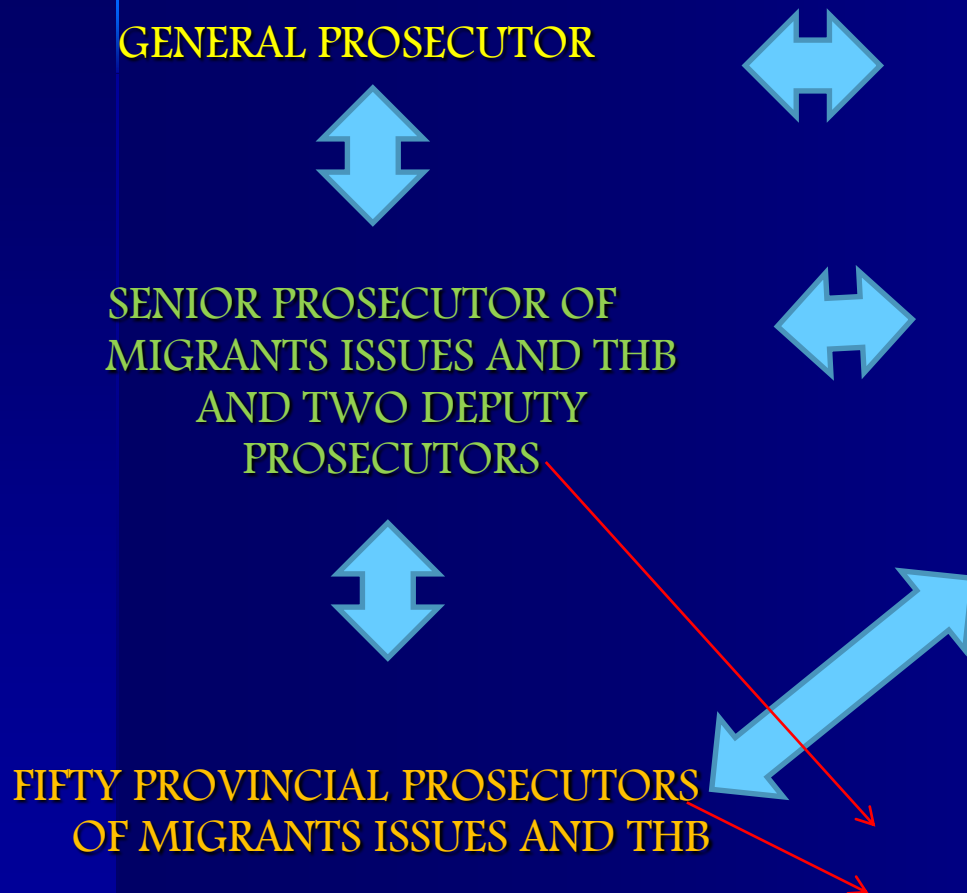 GENERAL PROSECUTOR
SENIOR PROSECUTOR OF
MIGRANTS ISSUES AND THB
AND TWO DEPUTY
PROSECUTORS
FIFTY PROVINCIAL PROSECUTORS
OF MIGRANTS ISSUES AND THB